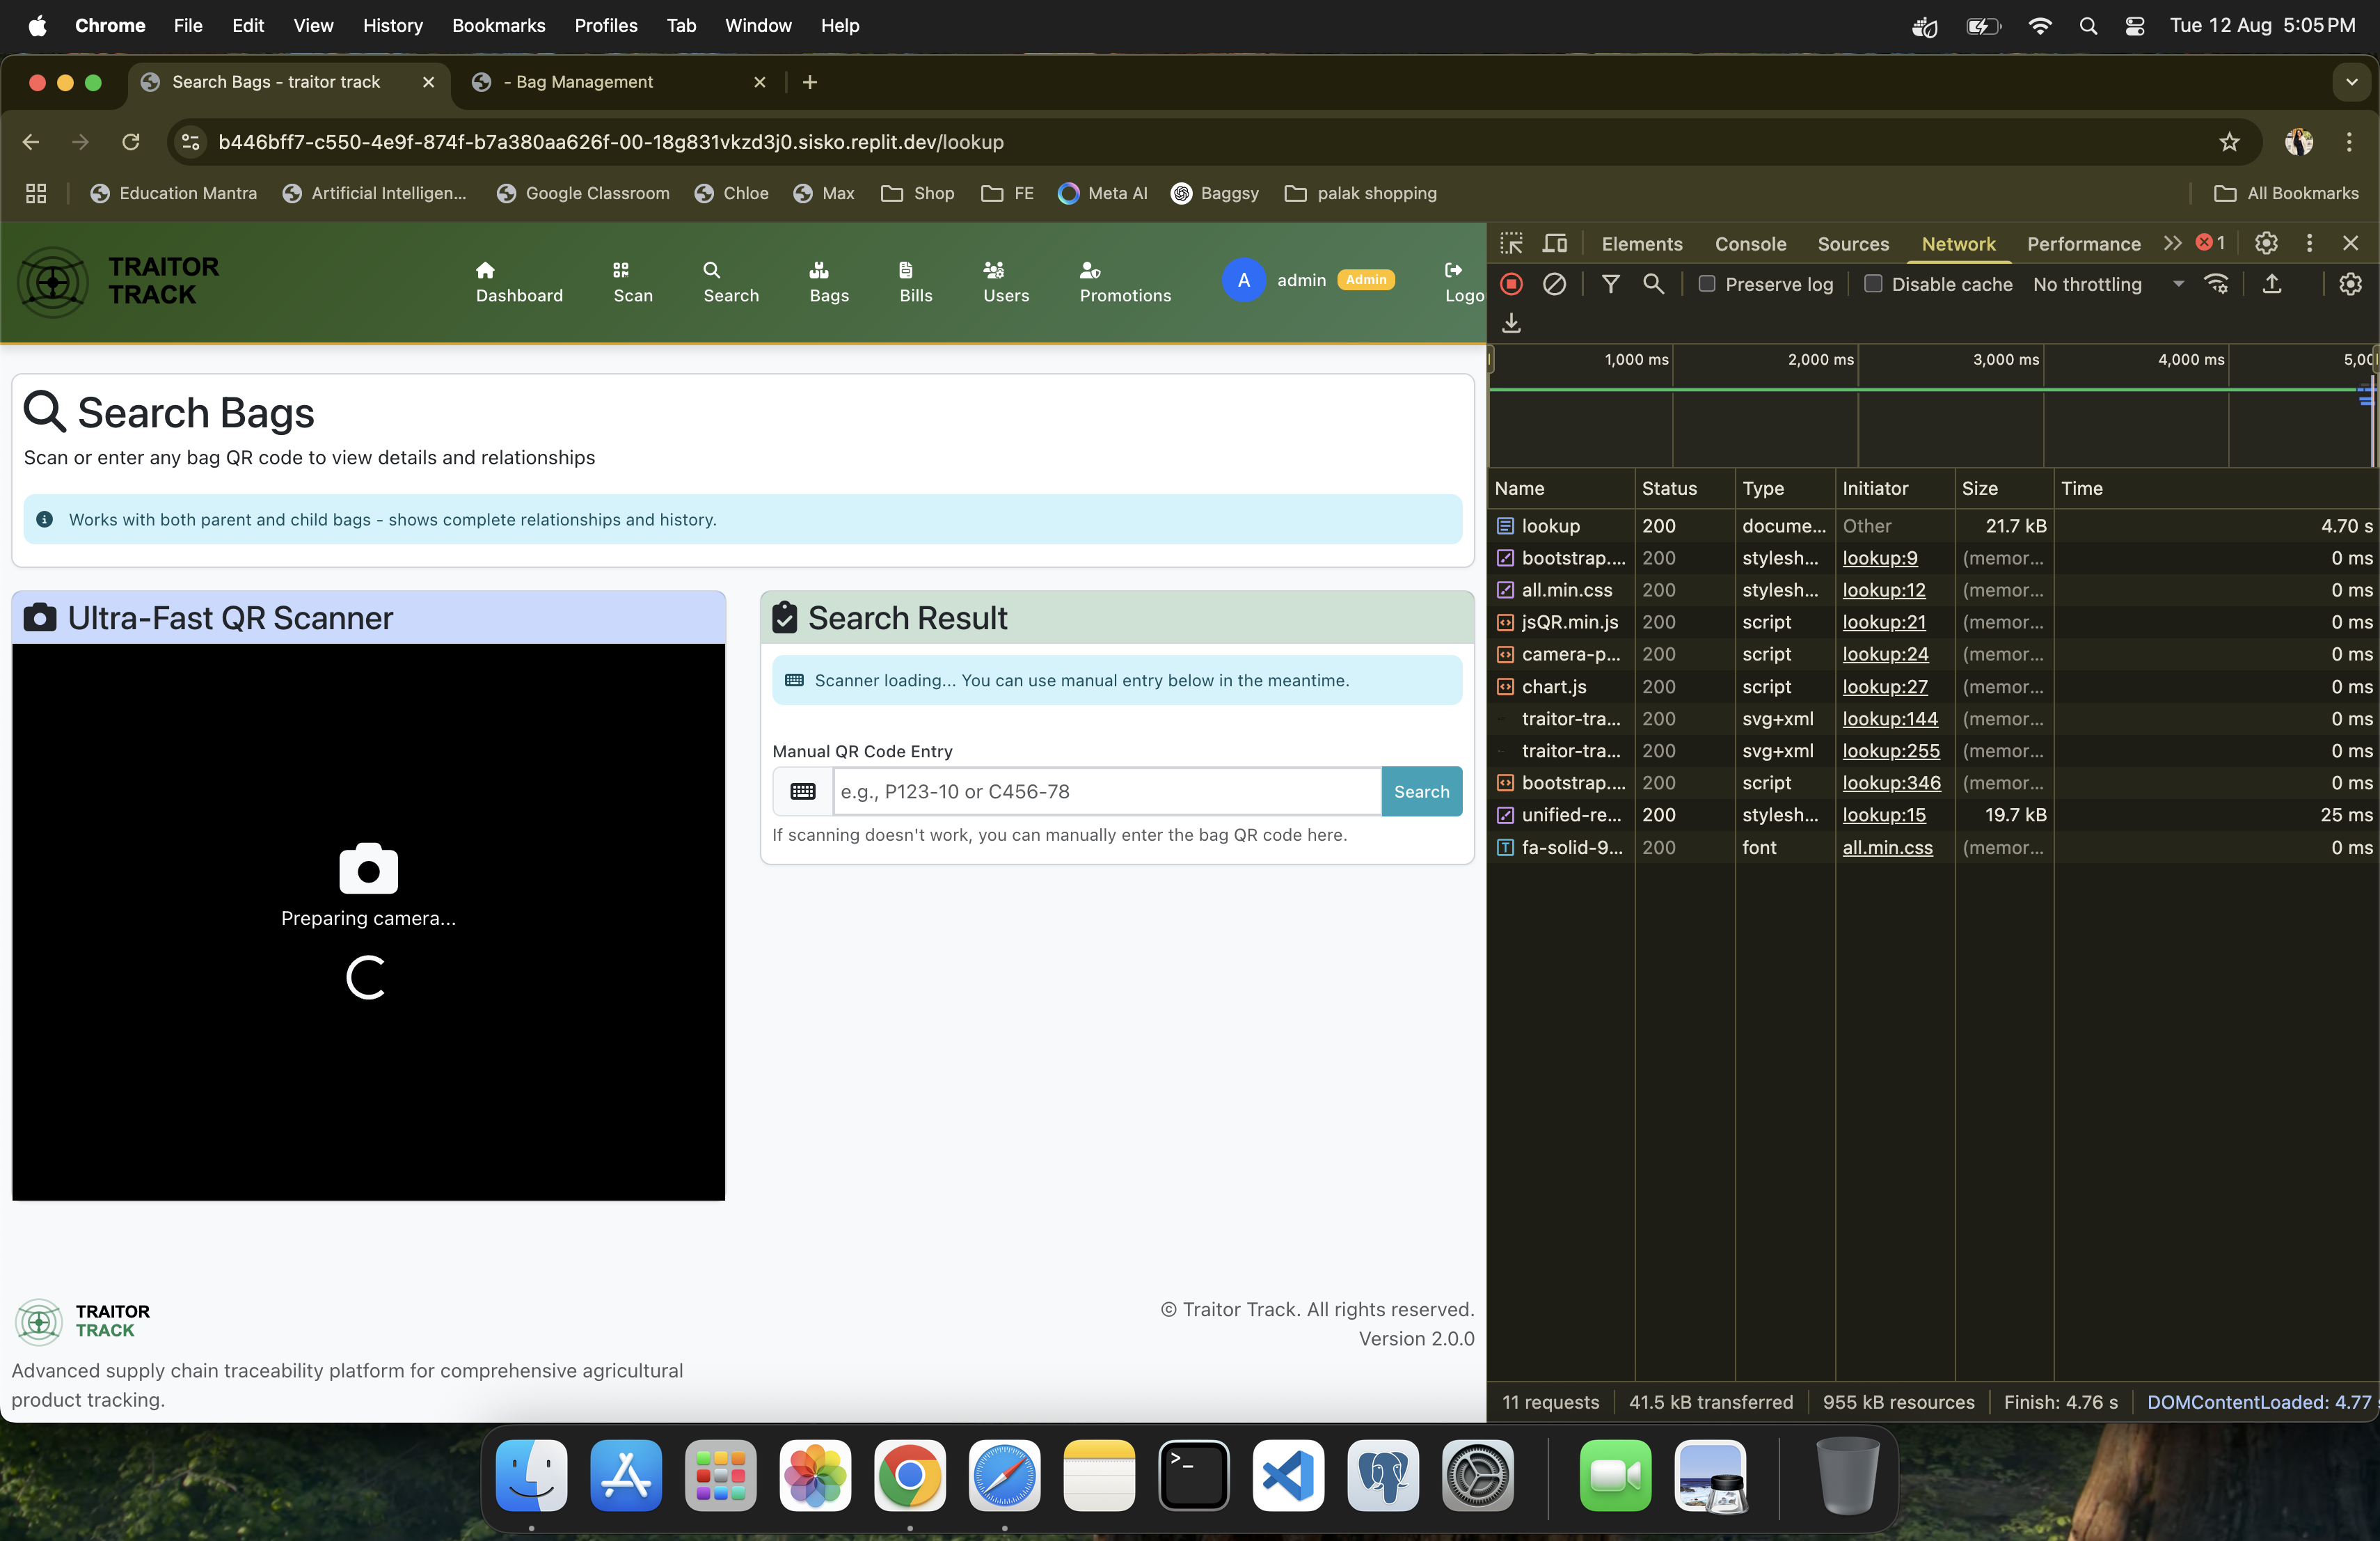 Chrome File Edit View History Bookmarks Profiles Tab Window Help Tue 12 Aug 5:05 PM
Search Bags - traitor track - Bag Management
b446bff7-c550-4e9f-874f-b7a380aa626f-00-18g831vkzd3j0.sisko.replit.dev/lookup
Education Mantra Artificial Intelligen... Google Classroom Chloe Max Shop FE Meta AI Baggsy palak shopping All Bookmarks
TRAITOR
TRACK
Dashboard Scan Search Bags Bills Users Promotions A admin Admin Logo
Search Bags
Scan or enter any bag QR code to view details and relationships
Works with both parent and child bags - shows complete relationships and history.
Ultra-Fast QR Scanner
Preparing camera...
Search Result
Scanner loading... You can use manual entry below in the meantime.
Manual QR Code Entry
e.g., P123-10 or C456-78 Search
If scanning doesn't work, you can manually enter the bag QR code here.
TRAITOR
TRACK
Advanced supply chain traceability platform for comprehensive agricultural
product tracking.
© Traitor Track. All rights reserved.
Version 2.0.0
Elements Console Sources Network Performance 1
Preserve log Disable cache No throttling
1,000 ms 2,000 ms 3,000 ms 4,000 ms 5,00
Name Status Type Initiator Size Time
lookup 200 docume... Other 21.7 kB 4.70 s
bootstrap.... 200 stylesh... lookup:9 (memor... 0 ms
all.min.css 200 stylesh... lookup:12 (memor... 0 ms
jsQR.min.js 200 script lookup:21 (memor... 0 ms
camera-p... 200 script lookup:24 (memor... 0 ms
chart.js 200 script lookup:27 (memor... 0 ms
traitor-tra... 200 svg+xml lookup:144 (memor... 0 ms
traitor-tra... 200 svg+xml lookup:255 (memor... 0 ms
bootstrap.... 200 script lookup:346 (memor... 0 ms
unified-re... 200 stylesh... lookup:15 19.7 kB 25 ms
fa-solid-9... 200 font all.min.css (memor... 0 ms
11 requests 41.5 kB transferred 955 kB resources Finish: 4.76 s DOMContentLoaded: 4.77